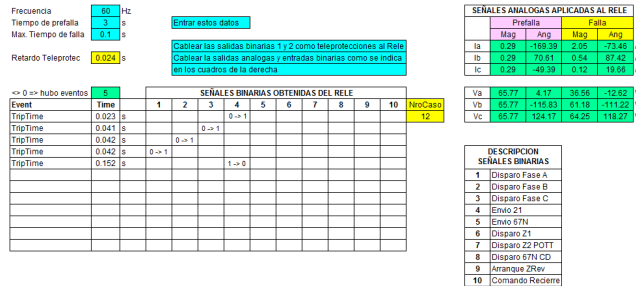 Frecuencia 60 Hz
Tiempo de prefalla 3 s Entrar estos datos
Max. Tiempo de falla 0.1 s
Cablear las salidas binarias 1 y 2 como teleprotecciones al Rele
Retardo Teleprotec 0.024 s Cablear la salidas analogas y entradas binarias como se indica
en los cuadros de la derecha
<> 0 => hubo eventos 5 SEÑALES BINARIAS OBTENIDAS DEL RELE
Event Time 1 2 3 4 5 6 7 8 9 10 NroCaso
TripTime 0.023 s 0 -> 1 12
TripTime 0.041 s 0 -> 1
TripTime 0.042 s 0 -> 1
TripTime 0.042 s 0 -> 1
TripTime 0.152 s 1 -> 0
SEÑALES ANALOGAS APLICADAS AL RELE
Prefalla Falla
Mag Ang Mag Ang
Ia 0.29 -169.39 2.05 -73.46
Ib 0.29 70.61 0.54 87.42
Ic 0.29 -49.39 0.12 19.66
Va 65.77 4.17 36.56 -12.62
Vb 65.77 -115.83 61.18 -111.22
Vc 65.77 124.17 64.25 118.27
DESCRIPCION
SEÑALES BINARIAS
1 Disparo Fase A
2 Disparo Fase B
3 Disparo Fase C
4 Envio 21
5 Envio 67N
6 Disparo Z1
7 Disparo Z2 POTT
8 Disparo 67N CD
9 Arranque ZRev
10 Comando Recierre